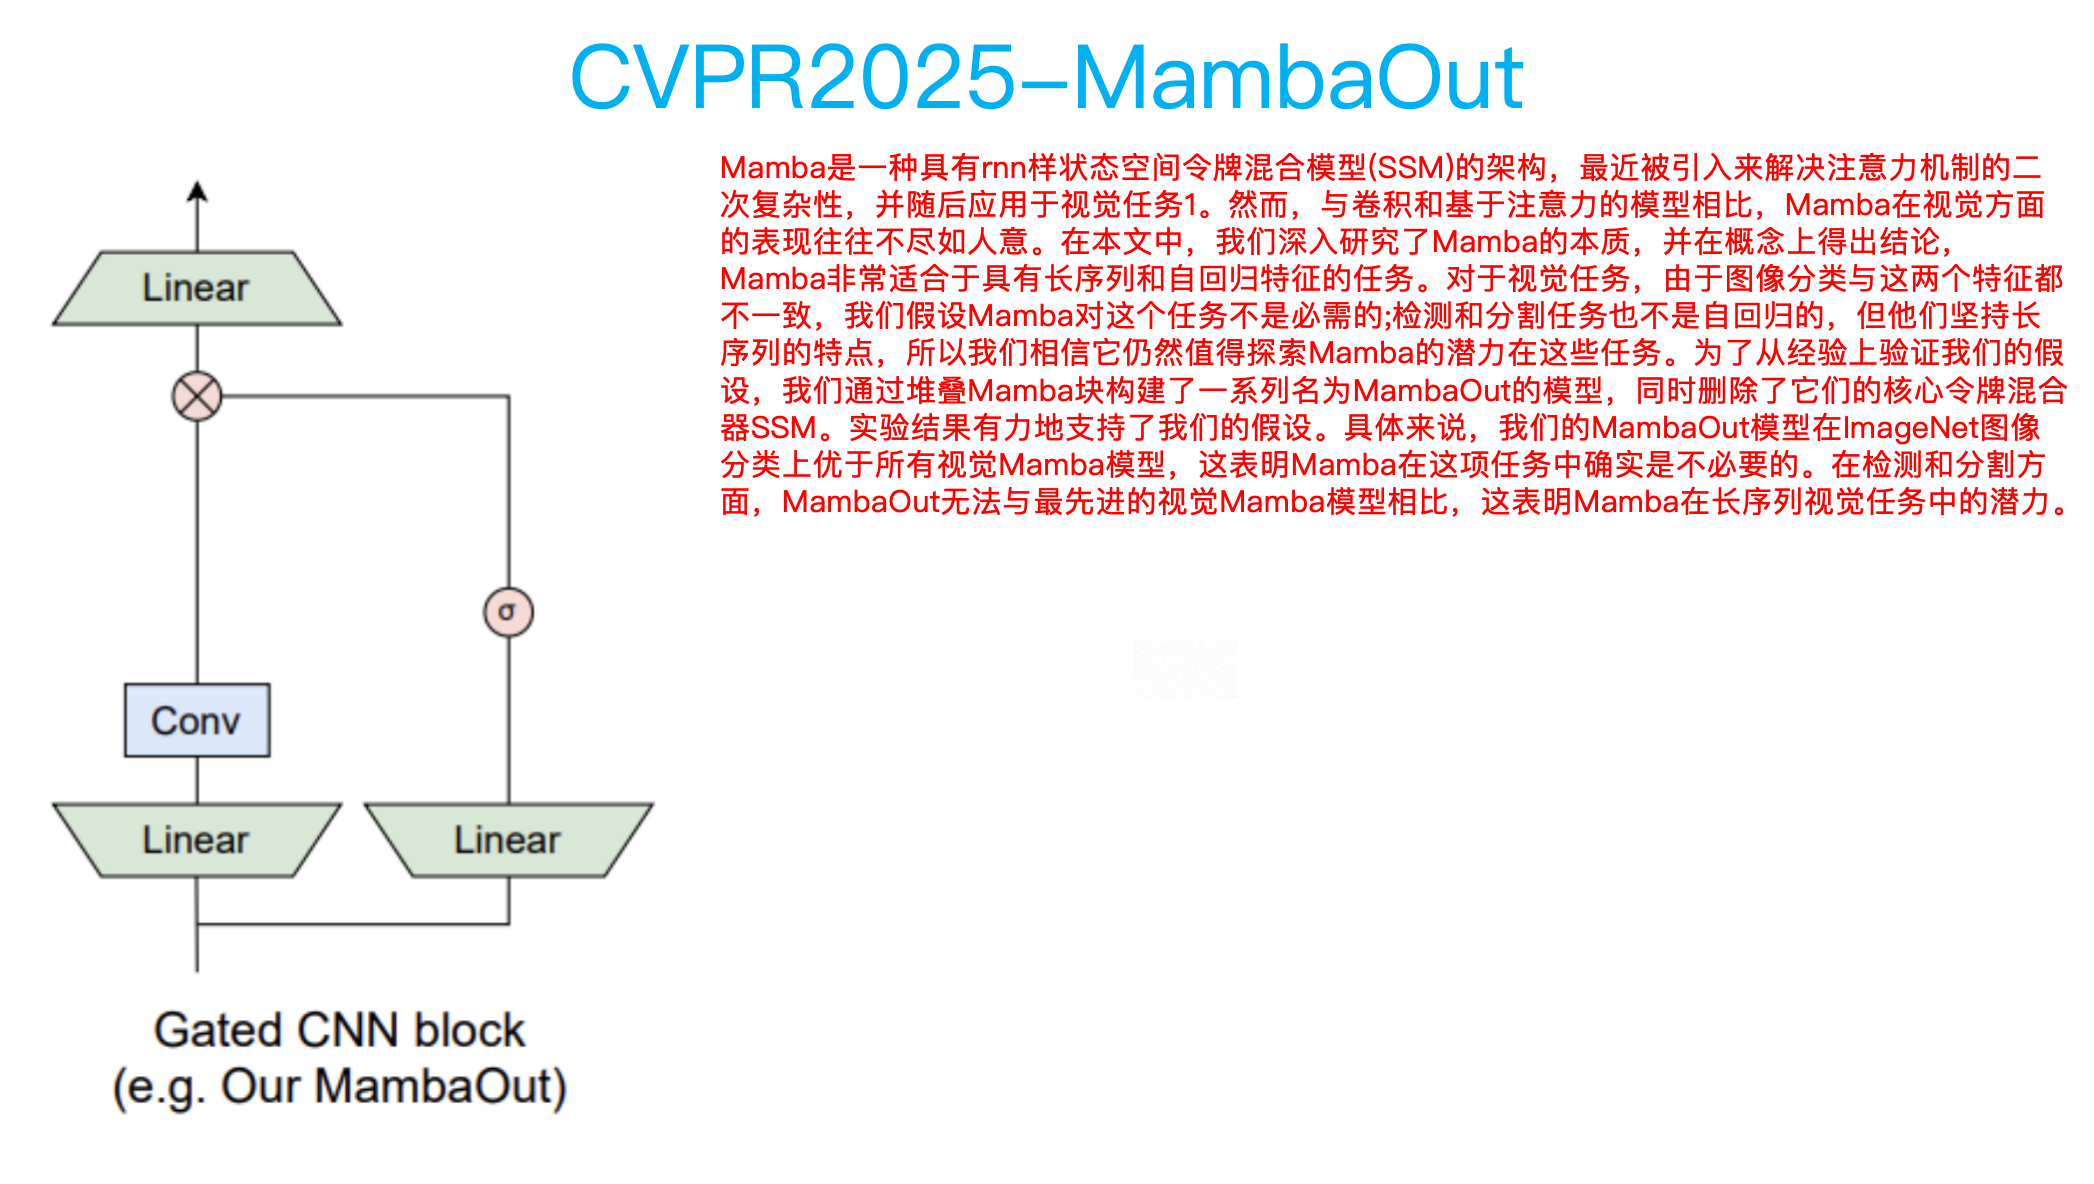 CVPR2025-MambaOut
Mamba是一种具有rnn样状态空间令牌混合模型(SSM)的架构，最近被引入来解决注意力机制的二
次复杂性，并随后应用于视觉任务1。然而，与卷积和基于注意力的模型相比，Mamba在视觉方面
的表现往往不尽如人意。在本文中，我们深入研究了Mamba的本质，并在概念上得出结论，
Mamba非常适合于具有长序列和自回归特征的任务。对于视觉任务，由于图像分类与这两个特征都
不一致，我们假设Mamba对这个任务不是必需的;检测和分割任务也不是自回归的，但他们坚持长
序列的特点，所以我们相信它仍然值得探索Mamba的潜力在这些任务。为了从经验上验证我们的假
设，我们通过堆叠Mamba块构建了一系列名为MambaOut的模型，同时删除了它们的核心令牌混合
器SSM。实验结果有力地支持了我们的假设。具体来说，我们的MambaOut模型在ImageNet图像
分类上优于所有视觉Mamba模型，这表明Mamba在这项任务中确实是不必要的。在检测和分割方
面，MambaOut无法与最先进的视觉Mamba模型相比，这表明Mamba在长序列视觉任务中的潜力。
Linear
σ
Conv
Linear
Linear
Gated CNN block
(e.g. Our MambaOut)